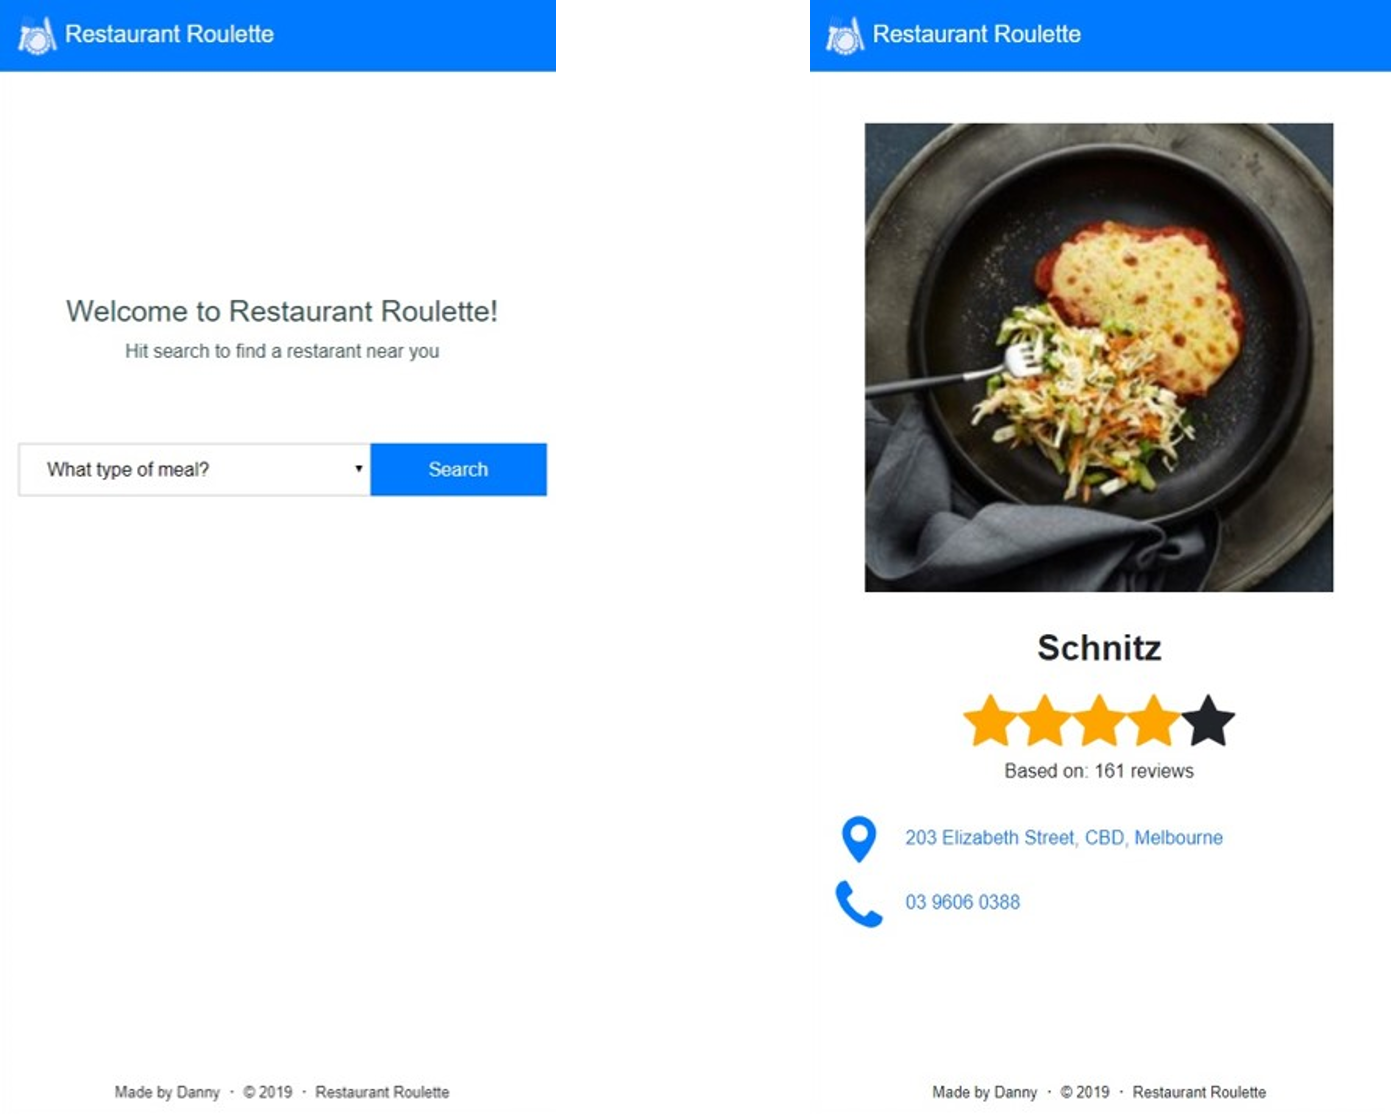 Restaurant Roulette
Welcome to Restaurant Roulette!
Hit search to find a restarant near you
What type of meal?
Search
Made by Danny · © 2019 · Restaurant Roulette
Restaurant Roulette
Schnitz
Based on: 161 reviews
203 Elizabeth Street, CBD, Melbourne
03 9606 0388
Made by Danny · © 2019 · Restaurant Roulette